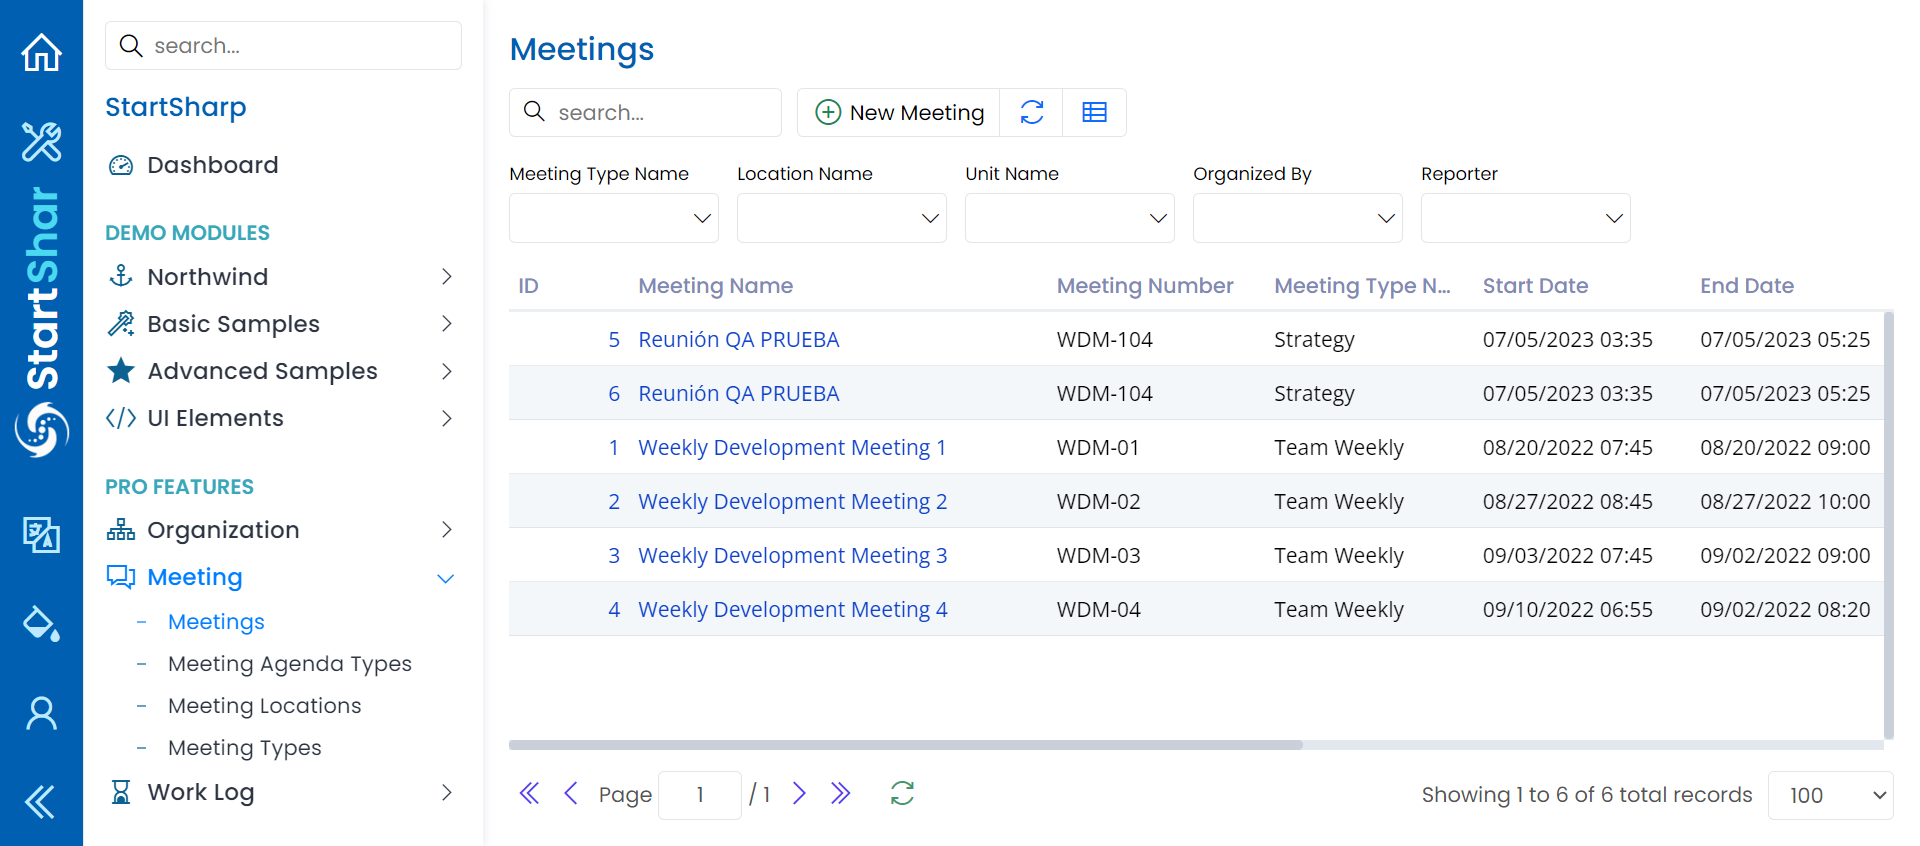 StartShar
search...
StartSharp
Dashboard
DEMO MODULES
Northwind
Basic Samples
Advanced Samples
UI Elements
PRO FEATURES
Organization
Meeting
Meetings
Meeting Agenda Types
Meeting Locations
Meeting Types
Work Log
Meetings
search...
New Meeting
Meeting Type Name Location Name Unit Name Organized By Reporter
ID Meeting Name Meeting Number Meeting Type N... Start Date End Date
5 Reunión QA PRUEBA WDM-104 Strategy 07/05/2023 03:35 07/05/2023 05:25
6 Reunión QA PRUEBA WDM-104 Strategy 07/05/2023 03:35 07/05/2023 05:25
1 Weekly Development Meeting 1 WDM-01 Team Weekly 08/20/2022 07:45 08/20/2022 09:00
2 Weekly Development Meeting 2 WDM-02 Team Weekly 08/27/2022 08:45 08/27/2022 10:00
3 Weekly Development Meeting 3 WDM-03 Team Weekly 09/03/2022 07:45 09/02/2022 09:00
4 Weekly Development Meeting 4 WDM-04 Team Weekly 09/10/2022 06:55 09/02/2022 08:20
Page 1 / 1 Showing 1 to 6 of 6 total records 100